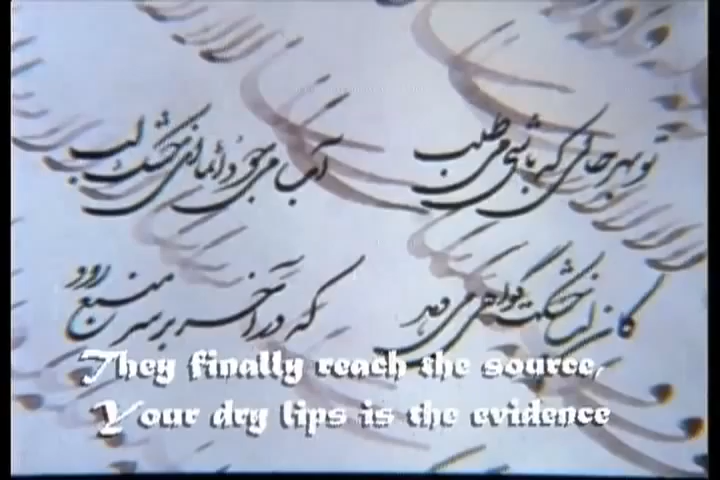 تو بهر حالی که باشی می طلب آب می جو دائما ای خشک لب
کان لب خشکت گواهی می دهد که در آخر بر سر منبع رود
They finally reach the source,
Your dry lips is the evidence